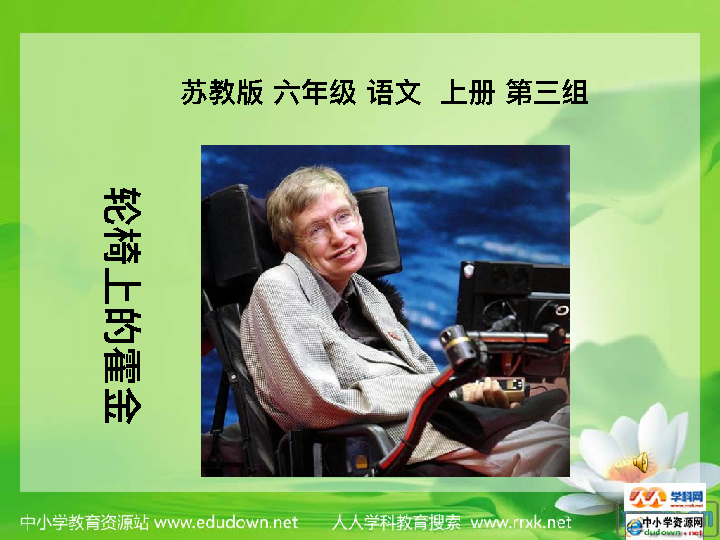 苏教版 六年级 语文 上册 第三组
轮椅上的霍金
中小学教育资源站 www.edudown.net 人人学科教育搜索 www.rrxk.net
学科网
中小学资源网